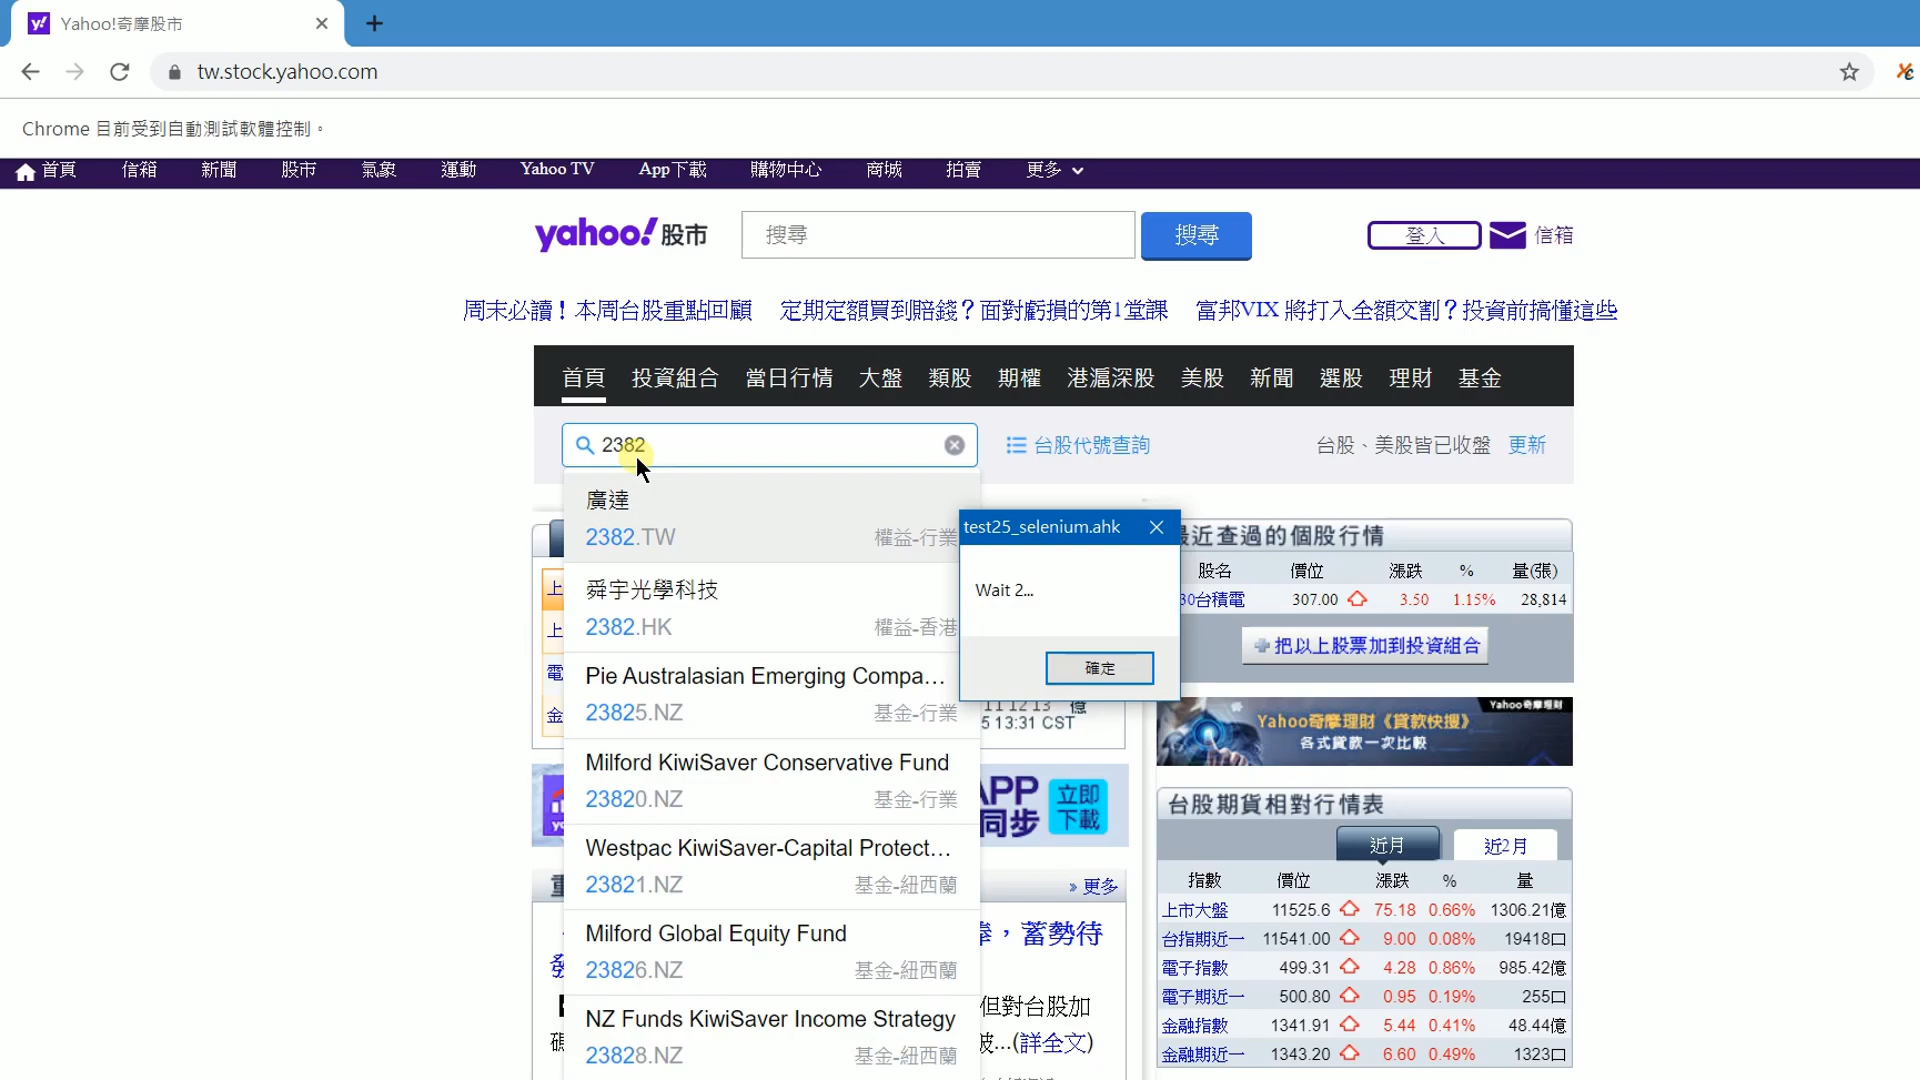 Yahoo!奇摩股市
tw.stock.yahoo.com
Chrome 目前受到自動測試軟體控制。
首頁 信箱 新聞 股市 氣象 運動 Yahoo TV App下載 購物中心 商城 拍賣 更多
yahoo!股市 搜尋 搜尋 登入 信箱
周末必讀！本周台股重點回顧 定期定額買到賠錢？面對虧損的第1堂課 富邦VIX 將打入全額交割？投資前搞懂這些
首頁 投資組合 當日行情 大盤 類股 期權 港滬深股 美股 新聞 選股 理財 基金
2382 台股代號查詢 台股、美股皆已收盤 更新
廣達
2382.TW 權益-行業
舜宇光學科技
2382.HK 權益-香港
Pie Australasian Emerging Compa...
23825.NZ 基金-行業
Milford KiwiSaver Conservative Fund
23820.NZ 基金-行業
Westpac KiwiSaver-Capital Protect...
23821.NZ 基金-紐西蘭
Milford Global Equity Fund
23826.NZ 基金-紐西蘭
NZ Funds KiwiSaver Income Strategy
23828.NZ 基金-紐西蘭
test25_selenium.ahk
Wait 2...
確定
上
上
電
金
5 13:31 CST
APP 立即
同步 下載
» 更多
，蓄勢待
發
但對台股加
...(詳全文)
最近查過的個股行情
股名 價位 漲跌 % 量(張)
30台積電 307.00 3.50 1.15% 28,814
把以上股票加到投資組合
Yahoo奇摩理財
Yahoo奇摩理財《貸款快搜》
各式貸款一次比較
台股期貨相對行情表
近月 近2月
指數 價位 漲跌 % 量
上市大盤 11525.6 75.18 0.66% 1306.21億
台指期近一 11541.00 9.00 0.08% 19418口
電子指數 499.31 4.28 0.86% 985.42億
電子期近一 500.80 0.95 0.19% 255口
金融指數 1341.91 5.44 0.41% 48.44億
金融期近一 1343.20 6.60 0.49% 1323口